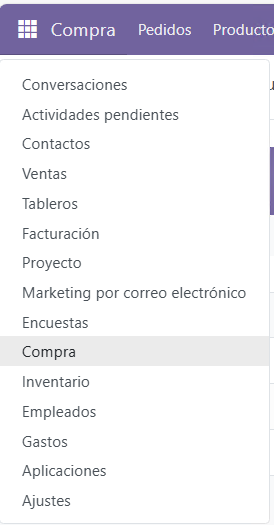 Compra Pedidos Producto
Conversaciones
Actividades pendientes
Contactos
Ventas
Tableros
Facturación
Proyecto
Marketing por correo electrónico
Encuestas
Compra
Inventario
Empleados
Gastos
Aplicaciones
Ajustes